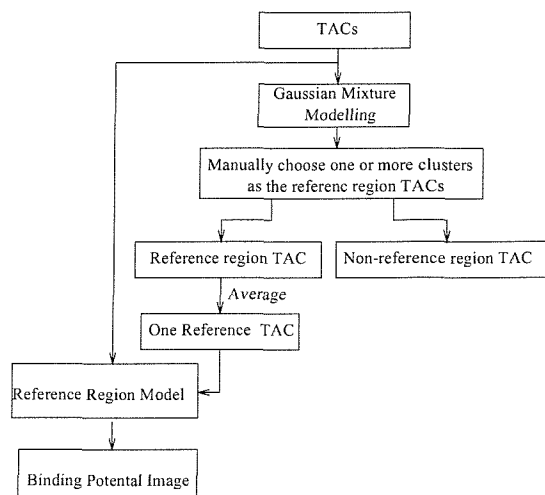 TACs
Gaussian Mixture
Modelling
Manually choose one or more clusters
as the referenc region TACs
Reference region TAC
Non-reference region TAC
Average
One Reference TAC
Reference Region Model
Binding Potental Image